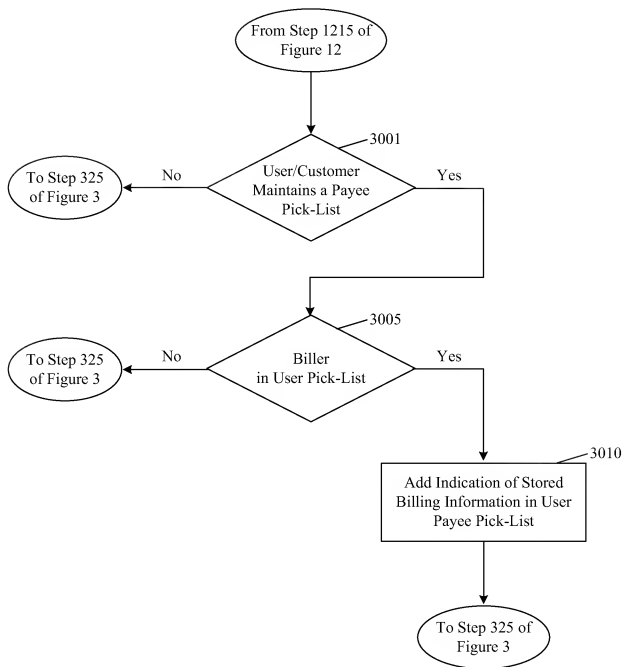 From Step 1215 of
Figure 12
3001
To Step 325
of Figure 3
No
User/Customer
Maintains a Payee
Pick-List
Yes
3005
To Step 325
of Figure 3
No
Biller
in User Pick-List
Yes
3010
Add Indication of Stored
Billing Information in User
Payee Pick-List
To Step 325 of
Figure 3